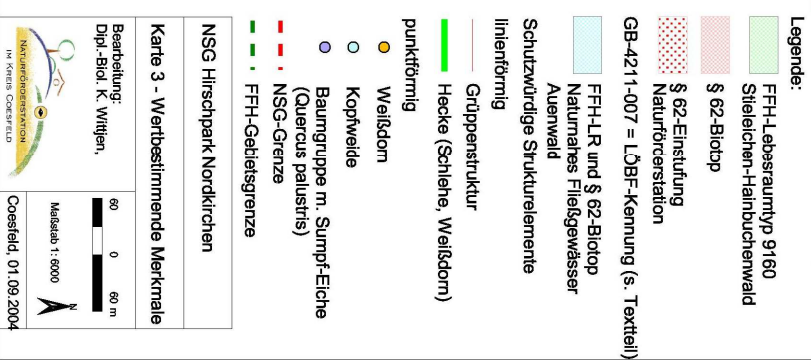 Legende:
FFH-Lebesraumtyp 9160
Stieleichen-Hainbuchenwald
§ 62-Biotop
§ 62-Einstufung
Naturförderstation
GB-4211-007 = LÖBF-Kennung (s. Textteil)
FFH-LR und § 62-Biotop
Naturnahes Fließgewässer
Auenwald
Schutzwürdige Strukturelemente
linienförmig
Grüppenstruktur
Hecke (Schlehe, Weißdorn)
punktförmig
Weißdorn
Kopfweide
Baumgruppe m. Sumpf-Eiche
(Quercus palustris)
NSG-Grenze
FFH-Gebietsgrenze
NSG Hirschpark Nordkirchen
Karte 3 - Wertbestimmende Merkmale
Bearbeitung:
Dipl.-Biol. K. Wittjen,
NATURFÖRDERSTATION
IM KREIS COESFELD
60 0 60 m
Maßstab 1: 6000
N
Coesfeld, 01.09.2004